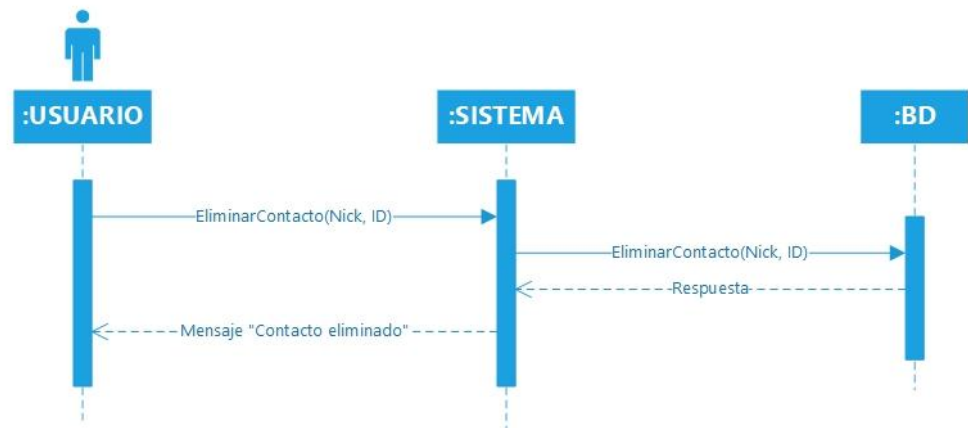 :USUARIO
:SISTEMA
:BD
EliminarContacto(Nick, ID)
EliminarContacto(Nick, ID)
Respuesta
Mensaje "Contacto eliminado"